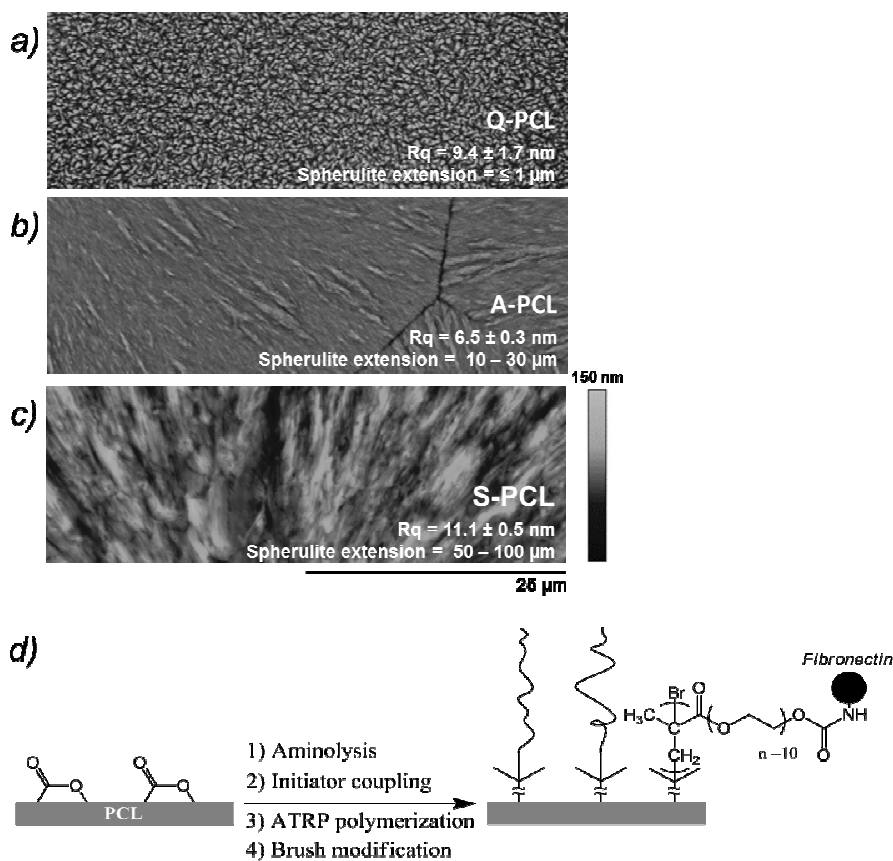 a)
Q-PCL
Rq = 9.4 ± 1.7 nm
Spherulite extension = ≤ 1 µm
b)
A-PCL
Rq = 6.5 ± 0.3 nm
Spherulite extension = 10 – 30 µm
150 nm
c)
S-PCL
Rq = 11.1 ± 0.5 nm
Spherulite extension = 50 – 100 µm
25 µm
d)
O
O
O
O
PCL
1) Aminolysis
2) Initiator coupling
3) ATRP polymerization
4) Brush modification
Fibronectin
Br
O
H₃C
C
O
O
O
NH
CH₂
n –10
O